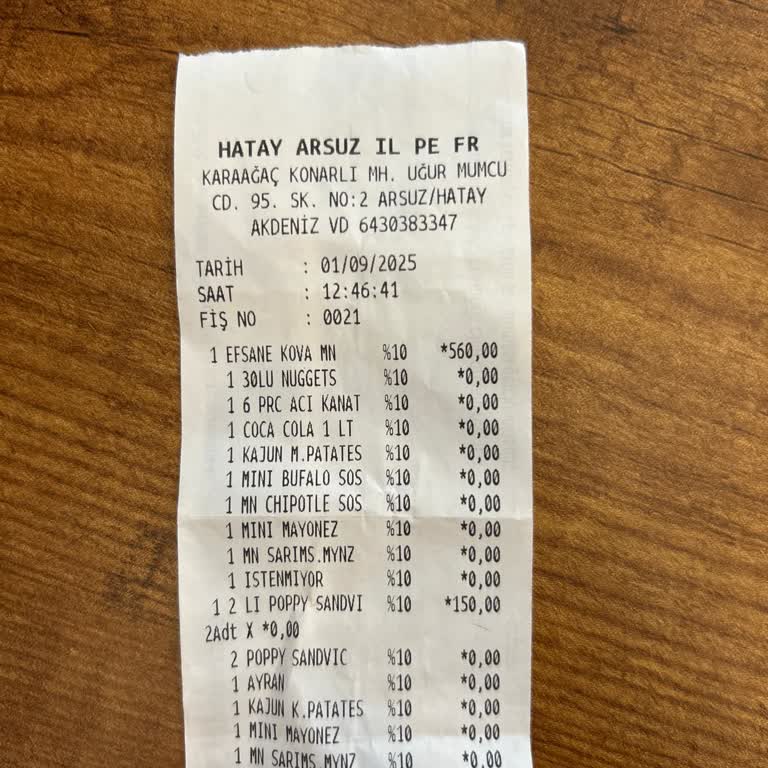 HATAY ARSUZ IL PE FR
KARAAĞAÇ KONARLI MH. UĞUR MUMCU
CD. 95. SK. NO:2 ARSUZ/HATAY
AKDENİZ VD 6430383347
TARİH : 01/09/2025
SAAT : 12:46:41
FİŞ NO : 0021
1 EFSANE KOVA MN %10 *560,00
1 30LU NUGGETS %10 *0,00
1 6 PRC ACI KANAT %10 *0,00
1 COCA COLA 1 LT %10 *0,00
1 KAJUN M.PATATES %10 *0,00
1 MINI BUFALO SOS %10 *0,00
1 MN CHIPOTLE SOS %10 *0,00
1 MINI MAYONEZ %10 *0,00
1 MN SARIMS.MYNZ %10 *0,00
1 ISTENMIYOR %10 *0,00
1 2 LI POPPY SANDVI %10 *150,00
2Adt X *0,00
2 POPPY SANDVIC %10 *0,00
1 AYRAN %10 *0,00
1 KAJUN K.PATATES %10 *0,00
1 MINI MAYONEZ %10 *0,00
1 MN SARIMS.MYNZ %10 *0,00